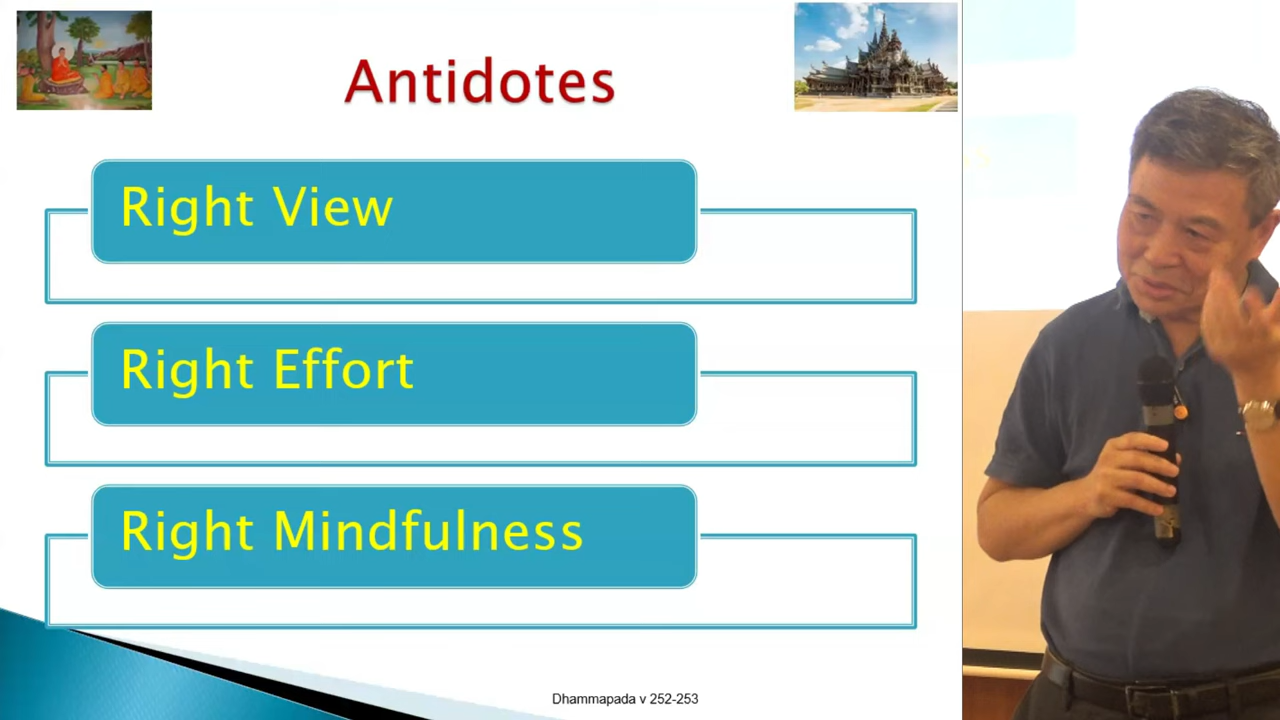 Antidotes
Right View
Right Effort
Right Mindfulness
Dhammapada v 252-253